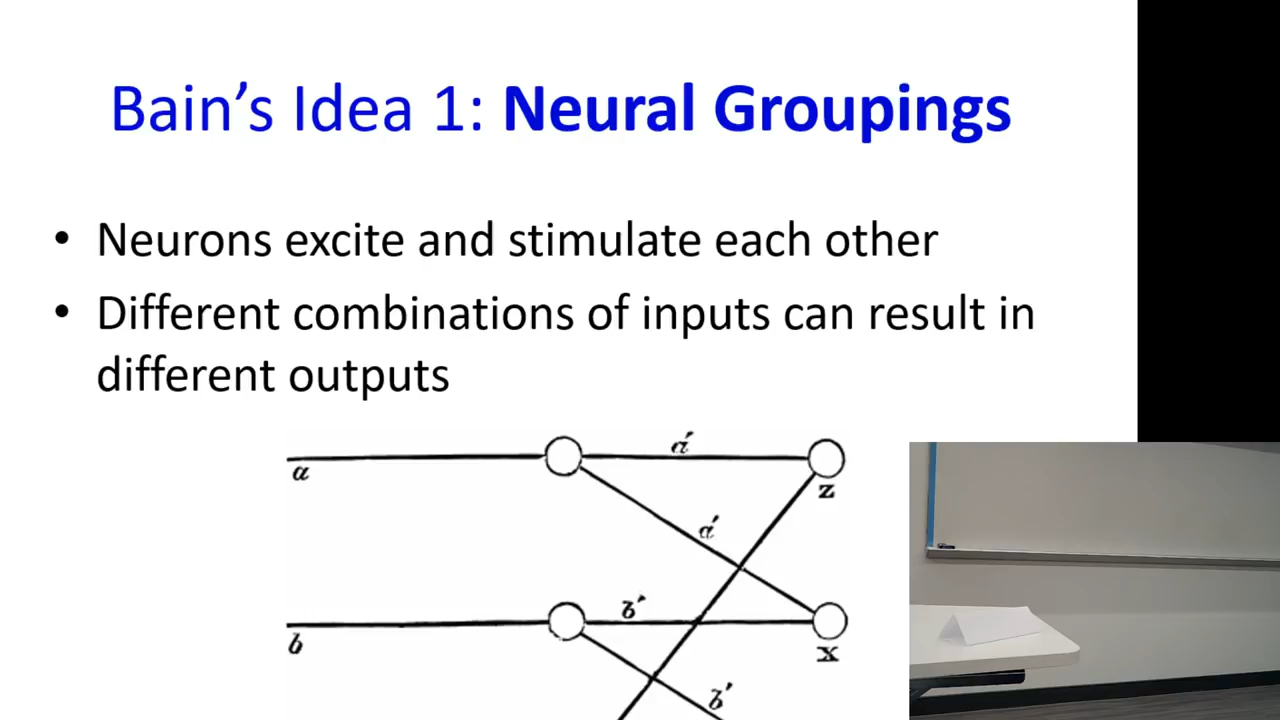 Bain’s Idea 1: Neural Groupings
• Neurons excite and stimulate each other
• Different combinations of inputs can result in
different outputs
a
a′
z
a′
b
b′
x
b′